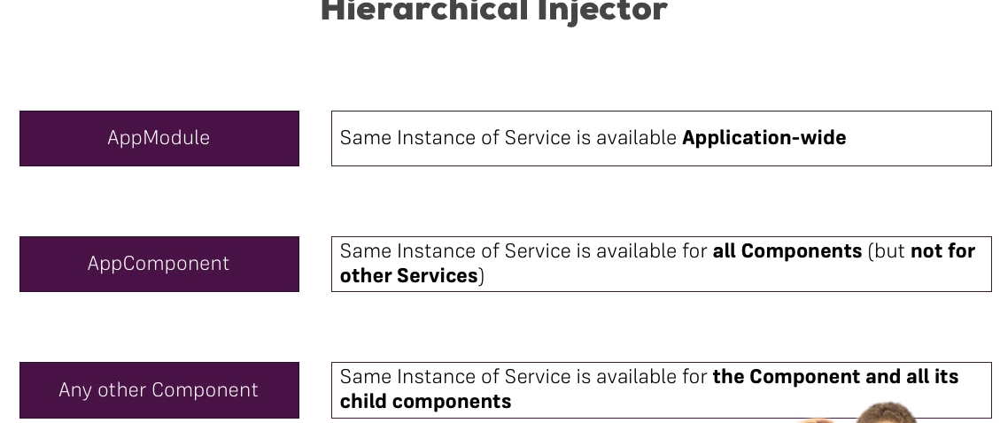 Hierarchical Injector
AppModule
Same Instance of Service is available Application-wide
AppComponent
Same Instance of Service is available for all Components (but not for
other Services)
Any other Component
Same Instance of Service is available for the Component and all its
child components